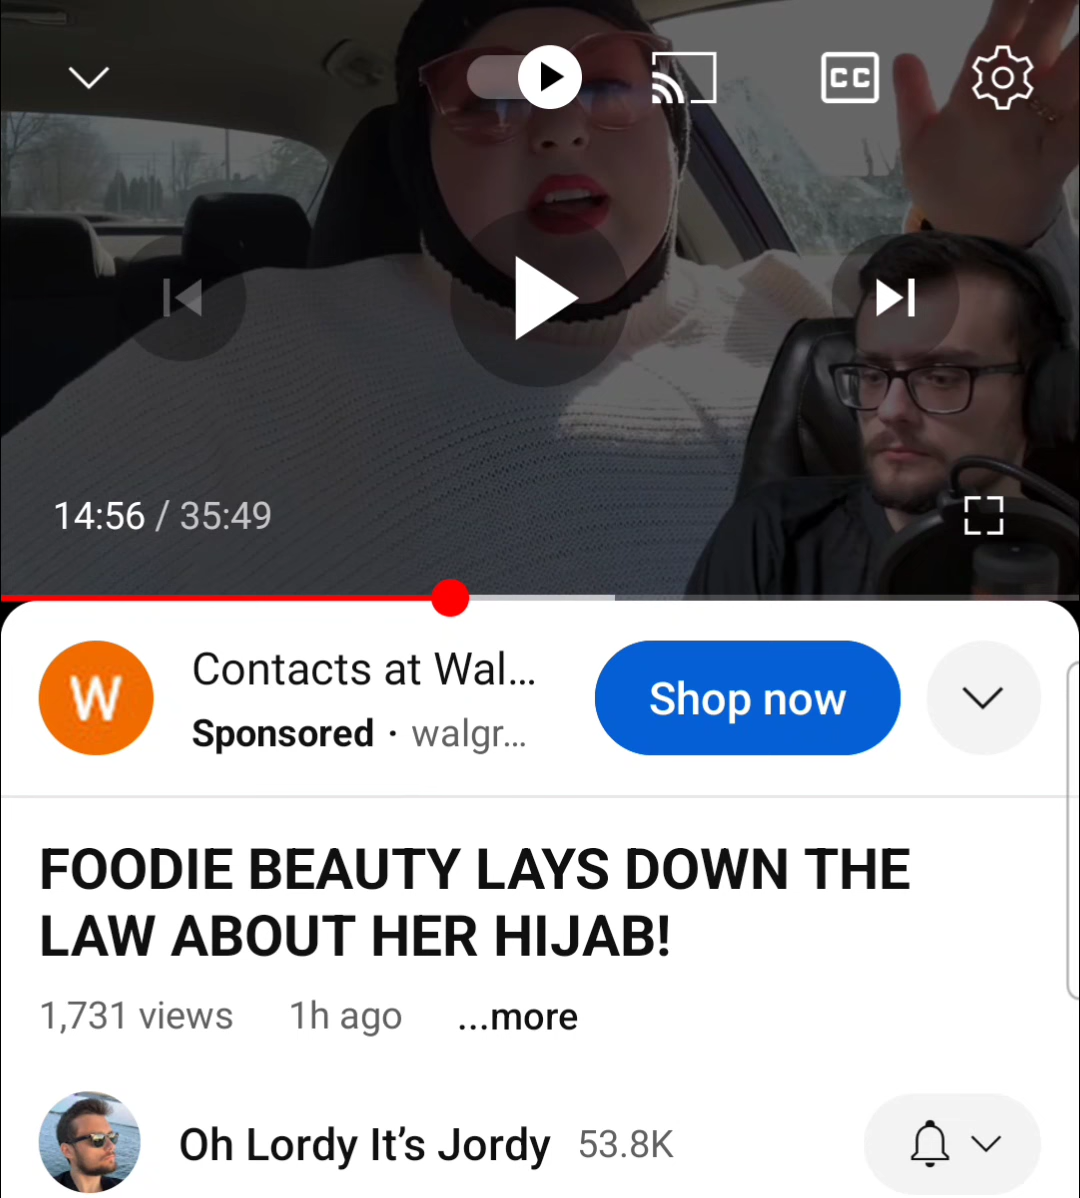 CC
14:56 / 35:49
W
Contacts at Wal...
Shop now
Sponsored · walgr...
FOODIE BEAUTY LAYS DOWN THE
LAW ABOUT HER HIJAB!
1,731 views 1h ago ...more
Oh Lordy It's Jordy 53.8K